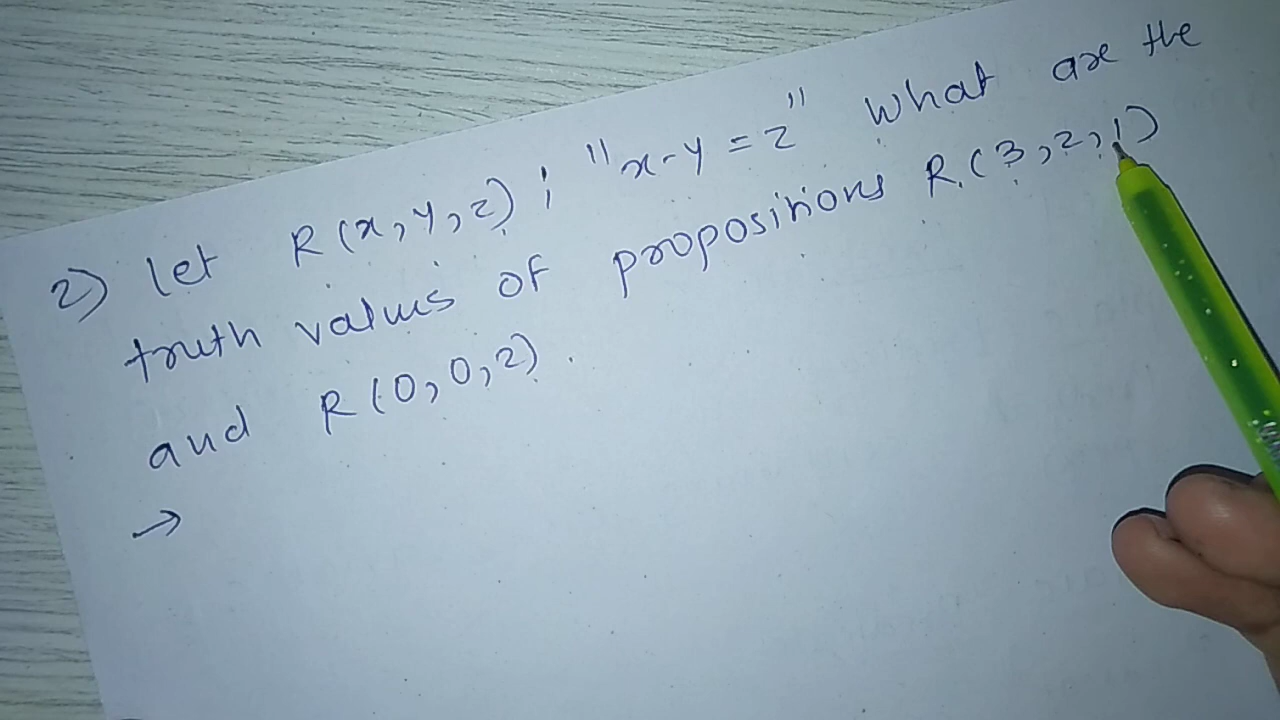 2) let R(x,y,z) ; "x-y = z" What are the
truth values of propositions R(3,2,1)
and R(0,0,2).
→